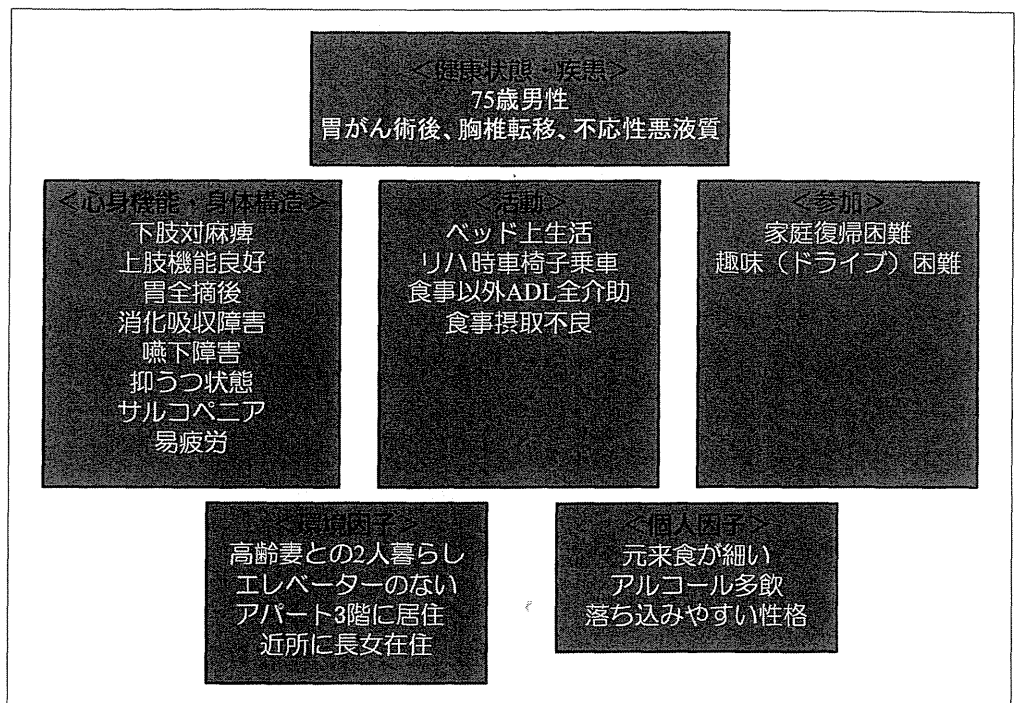 <健康状態・疾患>
75歳男性
胃がん術後、胸椎転移、不応性悪液質
<心身機能・身体構造>
下肢対麻痺
上肢機能良好
胃全摘後
消化吸収障害
嚥下障害
抑うつ状態
サルコペニア
易疲労
<活動>
ベッド上生活
リハ時車椅子乗車
食事以外ADL全介助
食事摂取不良
<参加>
家庭復帰困難
趣味（ドライブ）困難
<環境因子>
高齢妻との2人暮らし
エレベーターのない
アパート3階に居住
近所に長女在住
<個人因子>
元来食が細い
アルコール多飲
落ち込みやすい性格